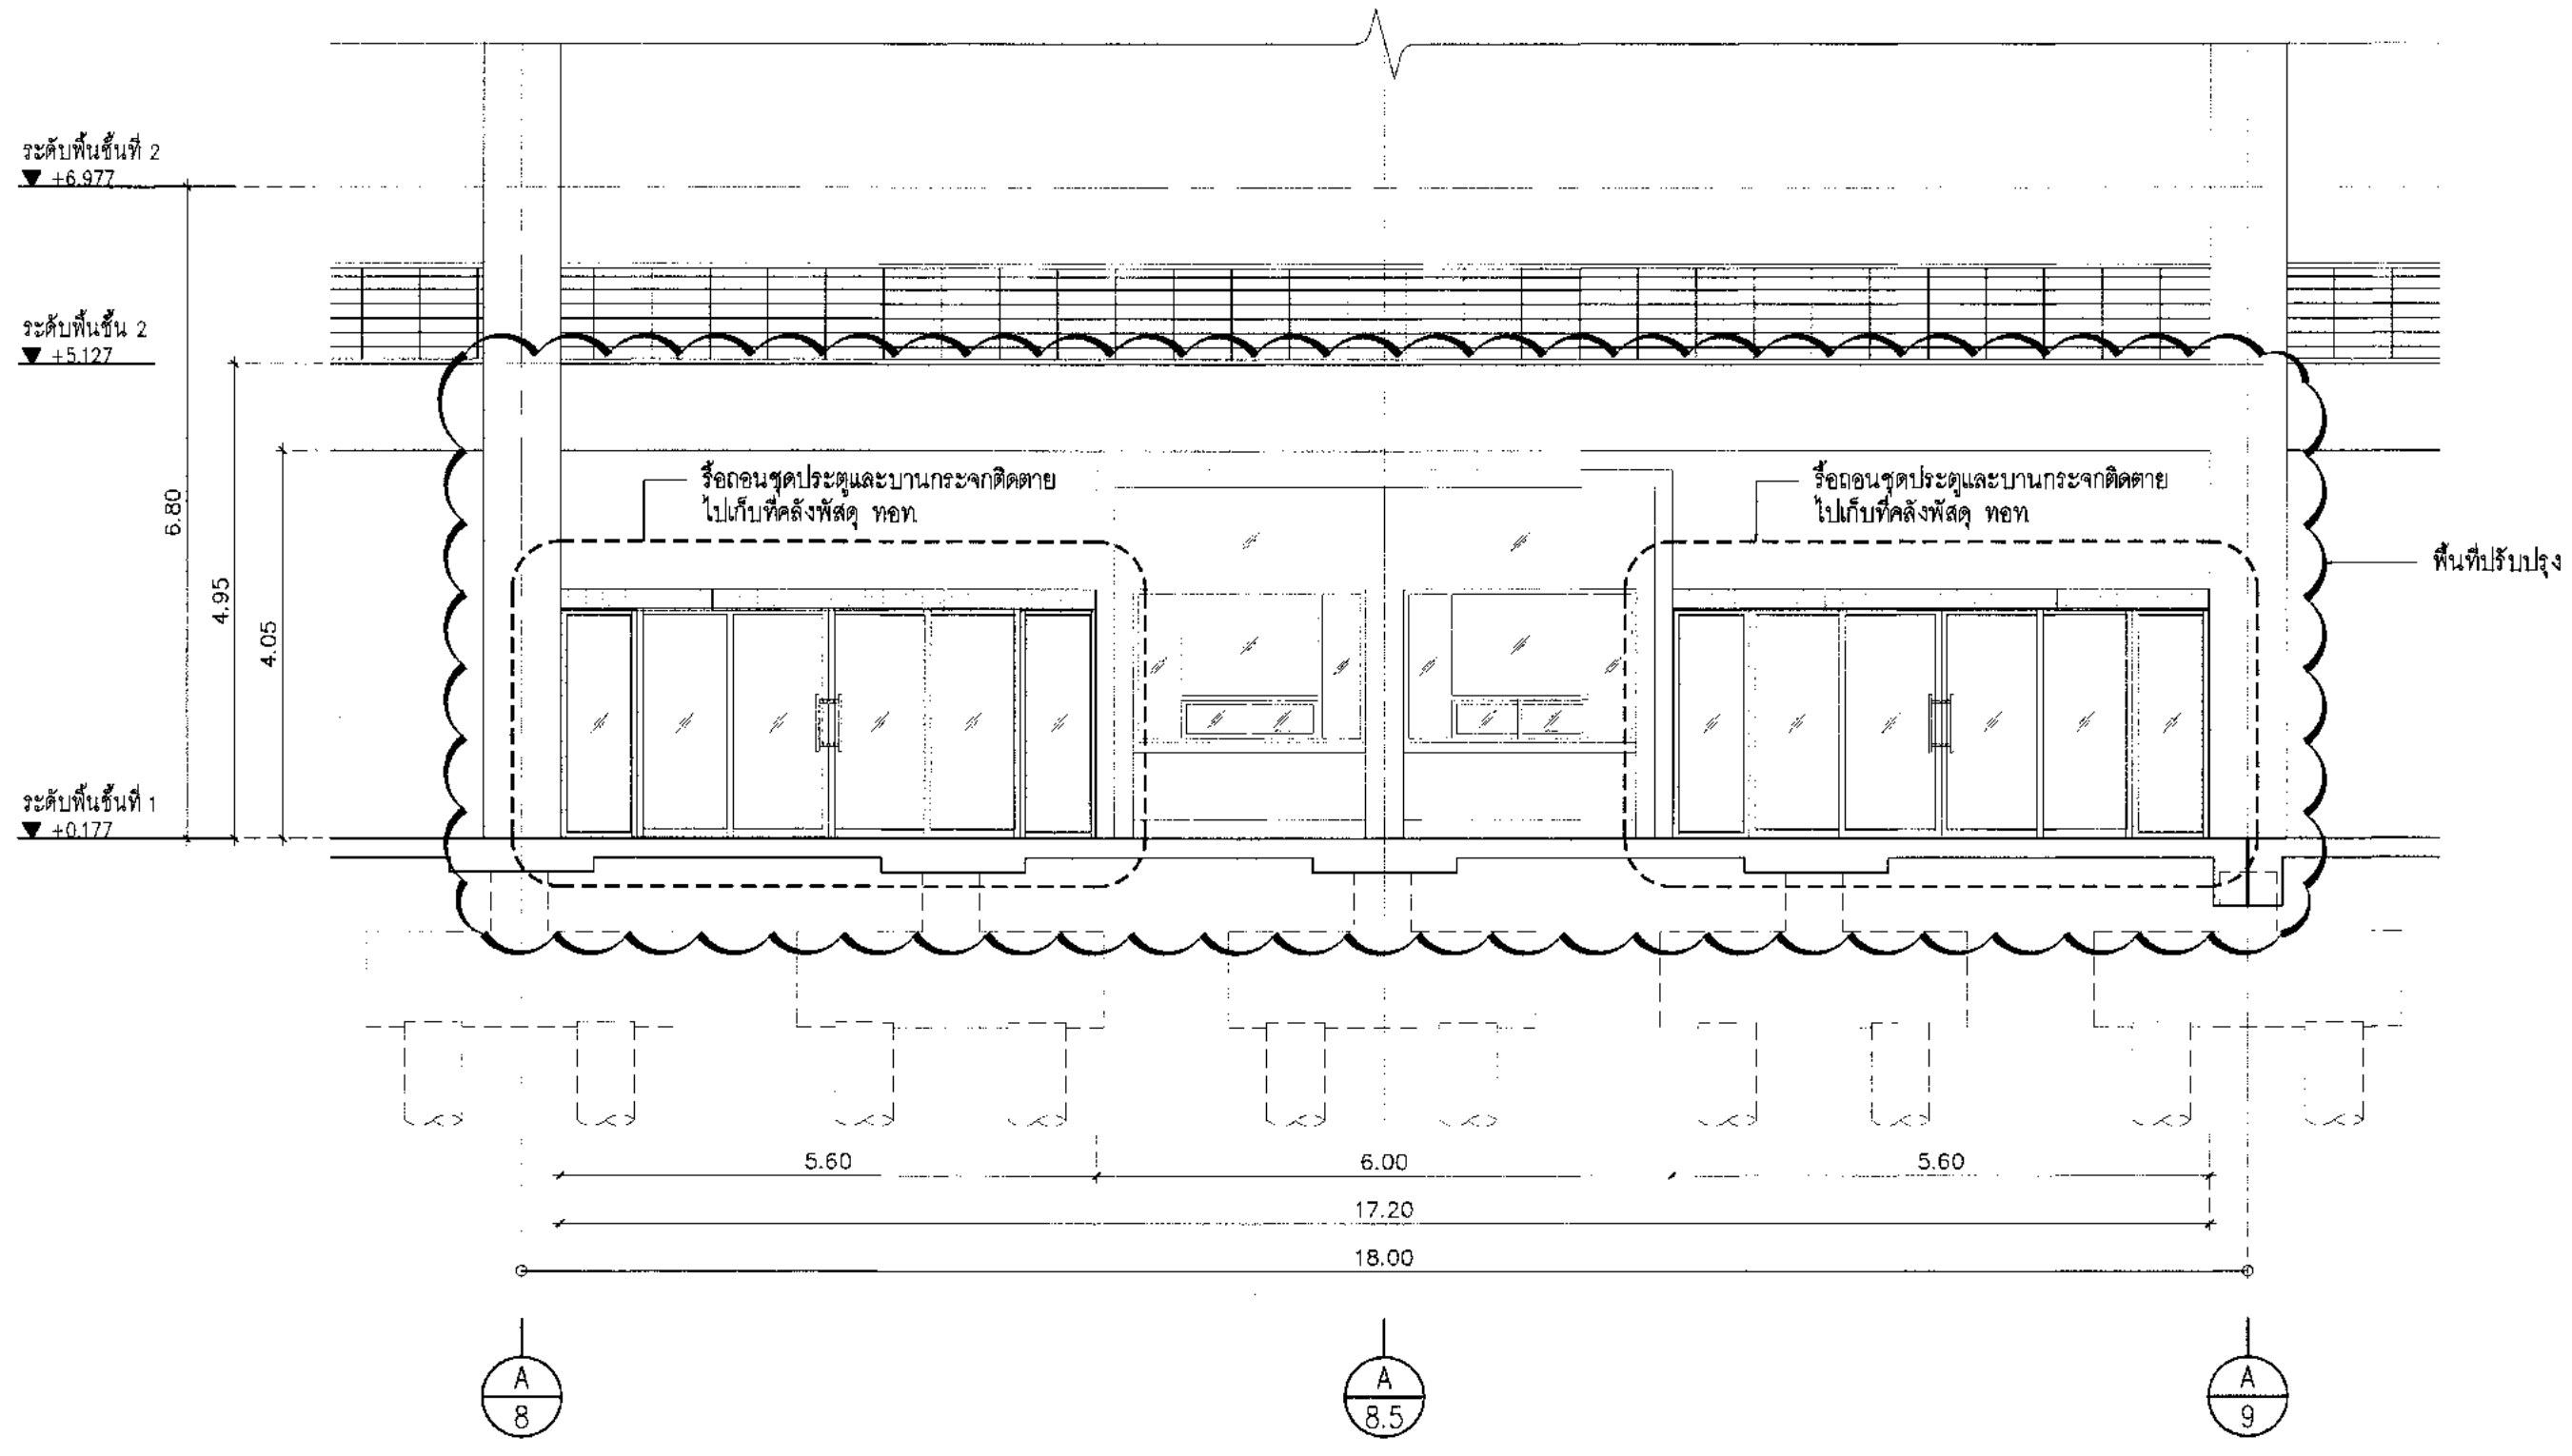 ระดับพื้นชั้นที่ 2
+6.977
ระดับพื้นชั้น 2
+5.127
รื้อถอนชุดประตูและบานกระจกติดตาย
ไปเก็บที่คลังพัสดุ ทอท.
รื้อถอนชุดประตูและบานกระจกติดตาย
ไปเก็บที่คลังพัสดุ ทอท.
พื้นที่ปรับปรุง
6.80
4.95
4.05
ระดับพื้นชั้นที่ 1
+0.177
5.60
6.00
5.60
17.20
18.00
A
8
A
8.5
A
9